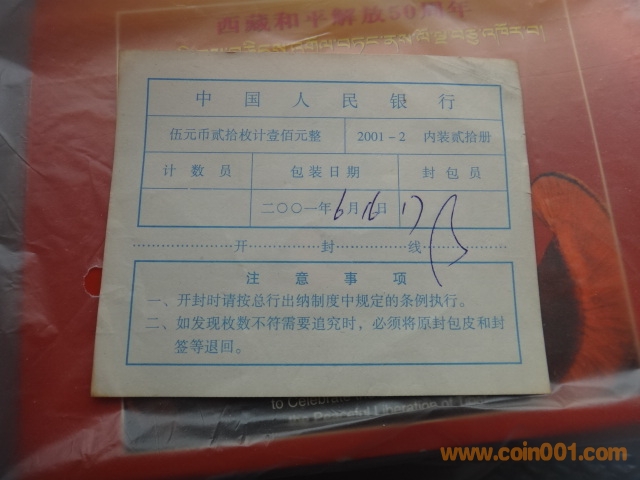 西藏和平解放50周年
中国人民银行
伍元币贰拾枚计壹佰元整 2001-2 内装贰拾册
计数员 包装日期 封包员
二〇〇一年6月16日 17
开封线
注意事项
一、开封时请按总行出纳制度中规定的条例执行。
二、如发现枚数不符需要追究时，必须将原封包皮和封
签等退回。
to Celebrate
Peaceful Liberation of
www.coin001.com